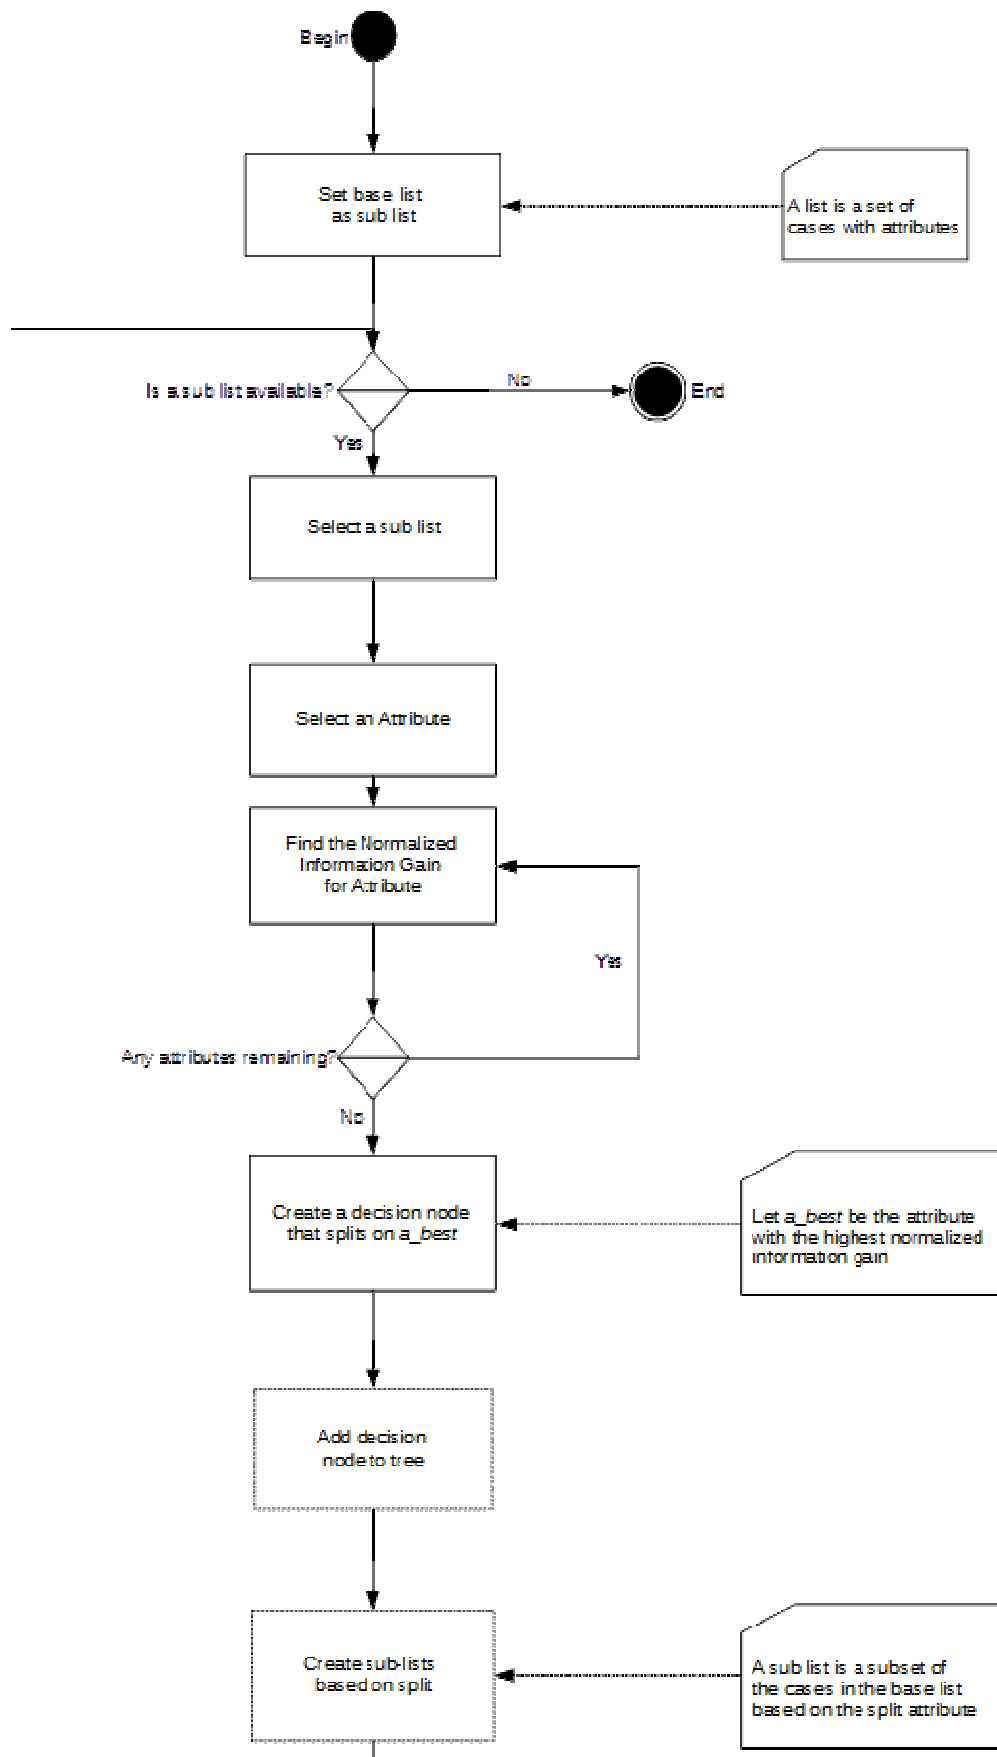 Begin
Set base list
as sub list
A list is a set of
cases with attributes
Is a sub list available?
No
End
Yes
Select a sub list
Select an Attribute
Find the Normalized
Information Gain
for Attribute
Yes
Any attributes remaining?
No
Create a decision node
that splits on a_best
Let a_best be the attribute
with the highest normalized
information gain
Add decision
node to tree
Create sub-lists
based on split
A sub list is a subset of
the cases in the base list
based on the split attribute